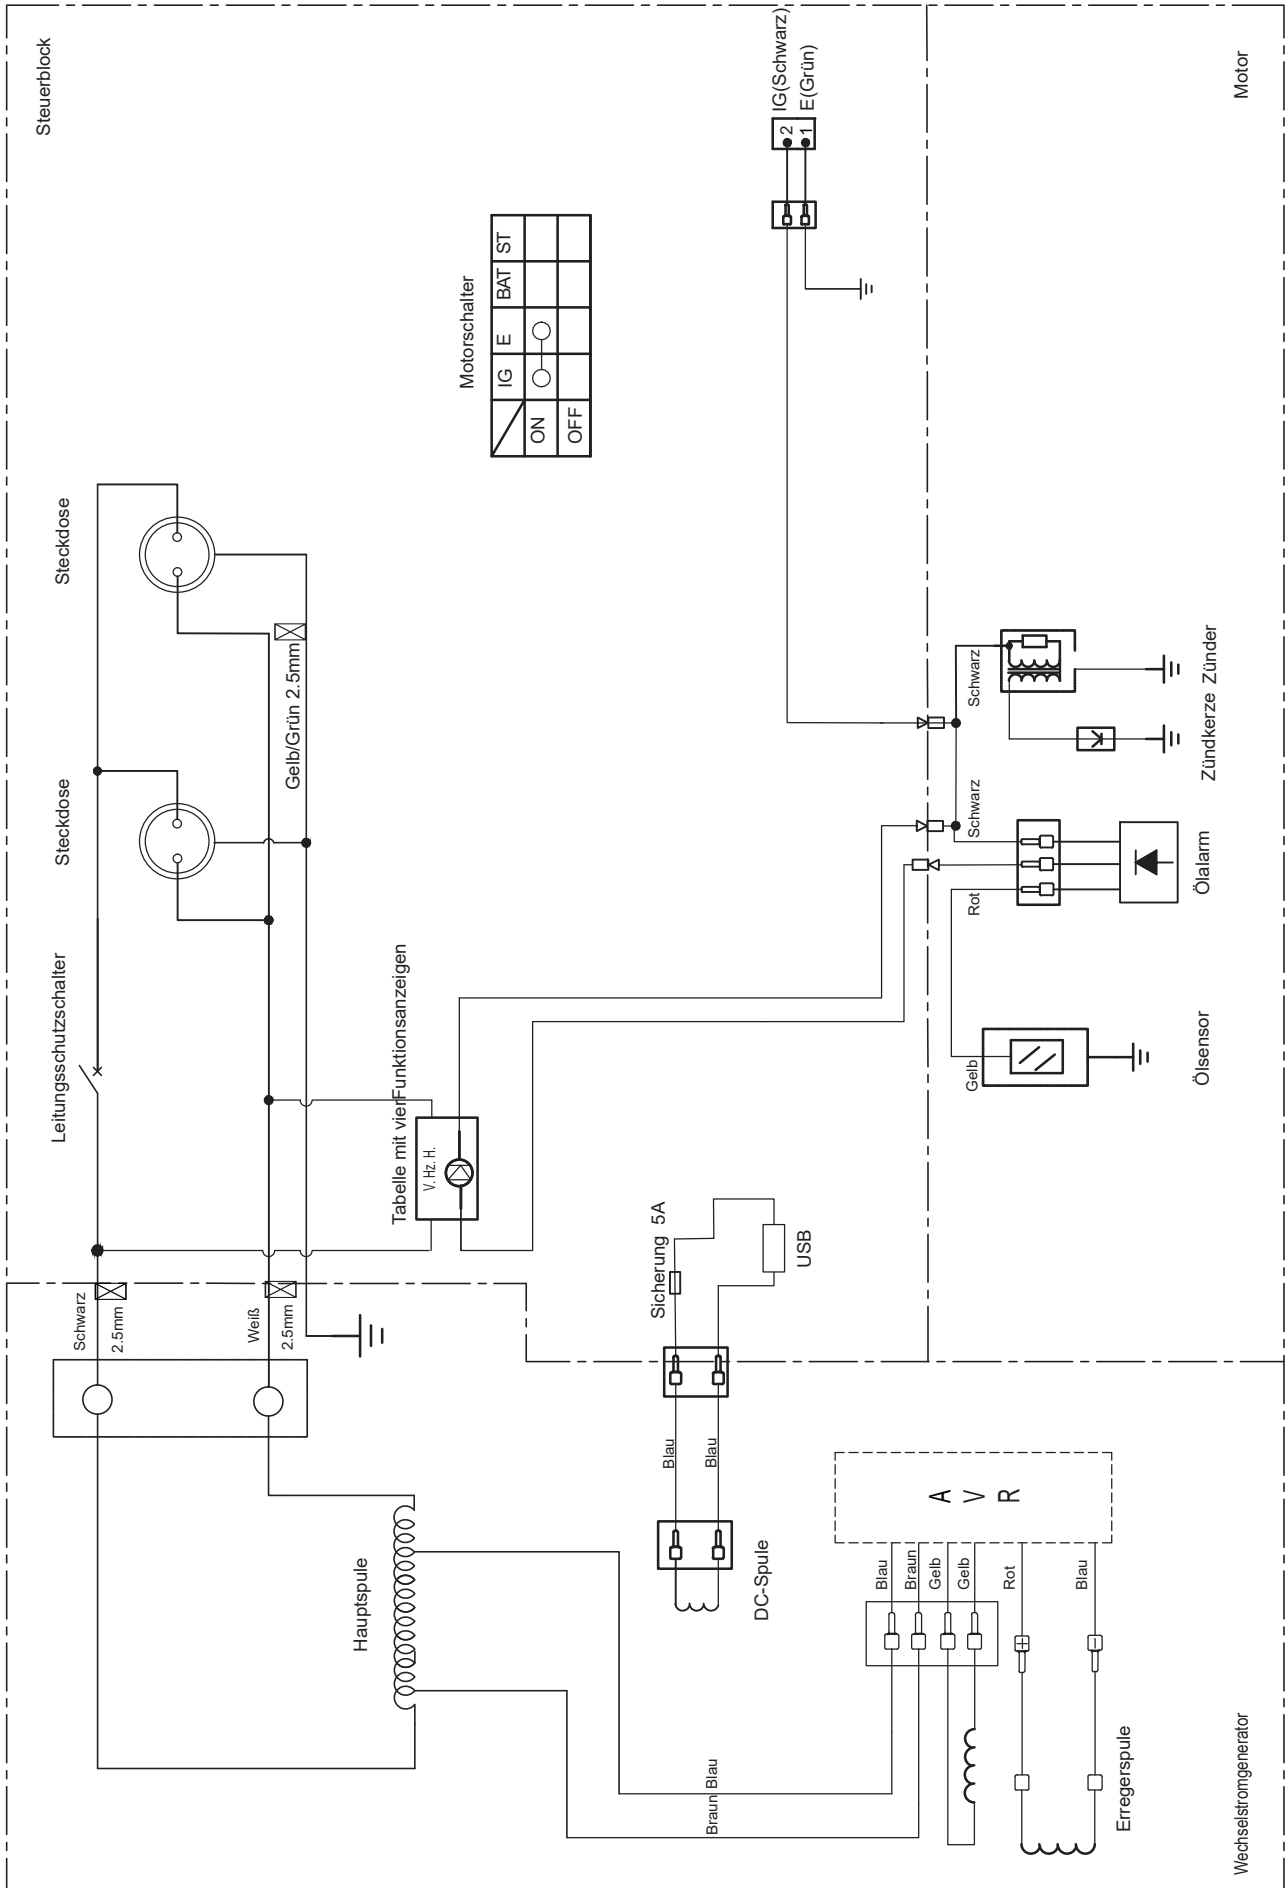 Steuerblock
Steckdose
Steckdose
Leitungsschutzschalter
Gelb/Grün 2.5mm
Schwarz
2.5mm
Weiß
2.5mm
Motorschalter
IG E BAT ST
ON
OFF
IG(Schwarz)
E(Grün)
2
1
Tabelle mit vierFunktionsanzeigen
V. Hz. H.
Sicherung 5A
USB
Motor
Schwarz
Schwarz
Rot
Gelb
Zündkerze Zünder
Ölalarm
Ölsensor
Hauptspule
Blau
Blau
DC-Spule
A V R
Blau
Braun
Gelb
Gelb
Rot
Blau
Braun Blau
Erregerspule
Wechselstromgenerator